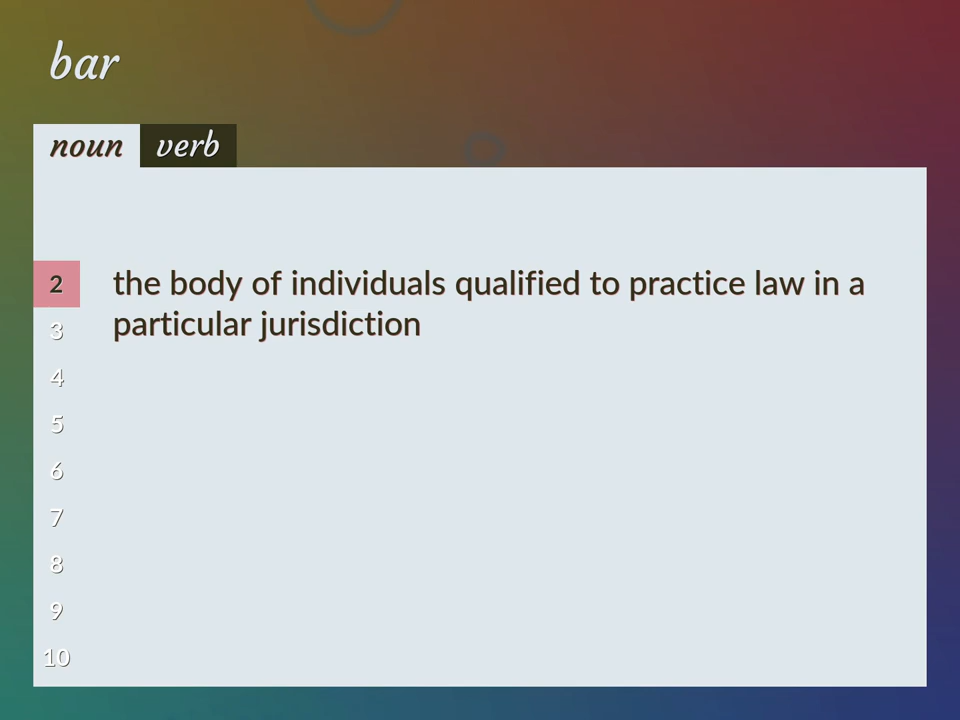 bar
noun verb
2 the body of individuals qualified to practice law in a
particular jurisdiction
3
4
5
6
7
8
9
10